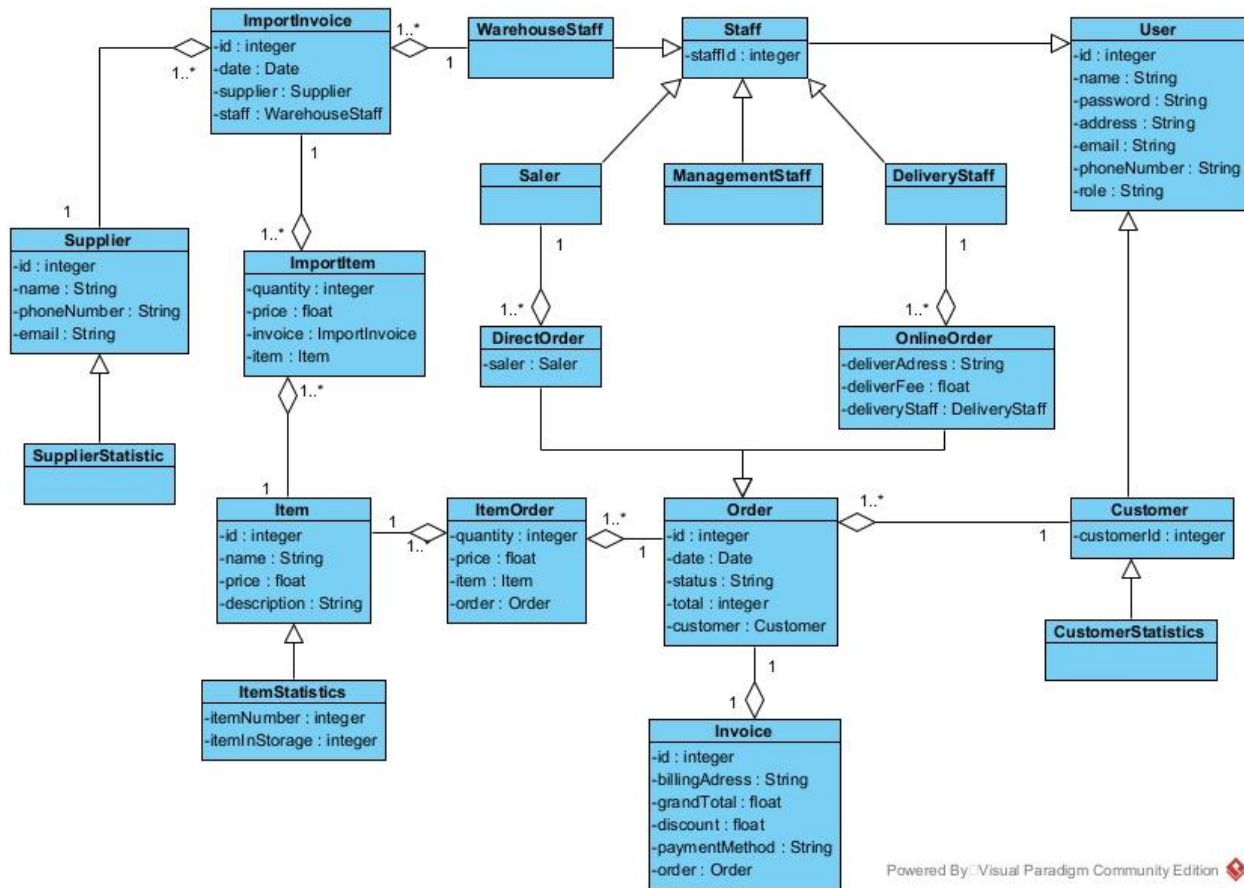 ImportInvoice
-id : integer
-date : Date
-supplier : Supplier
-staff : WarehouseStaff
1..*
1
WarehouseStaff
Staff
-staffId : integer
User
-id : integer
-name : String
-password : String
-address : String
-email : String
-phoneNumber : String
-role : String
1..*
1
1
Saler
ManagementStaff
DeliveryStaff
1
1
Supplier
-id : integer
-name : String
-phoneNumber : String
-email : String
1..*
ImportItem
-quantity : integer
-price : float
-invoice : ImportInvoice
-item : Item
1..*
1..*
DirectOrder
-saler : Saler
OnlineOrder
-deliverAdress : String
-deliverFee : float
-deliveryStaff : DeliveryStaff
1..*
SupplierStatistic
1
Item
-id : integer
-name : String
-price : float
-description : String
1
1..*
ItemOrder
-quantity : integer
-price : float
-item : Item
-order : Order
1..*
1
Order
-id : integer
-date : Date
-status : String
-total : integer
-customer : Customer
1..*
1
Customer
-customerId : integer
CustomerStatistics
1
1
ItemStatistics
-itemNumber : integer
-itemInStorage : integer
Invoice
-id : integer
-billingAdress : String
-grandTotal : float
-discount : float
-paymentMethod : String
-order : Order
Powered By Visual Paradigm Community Edition